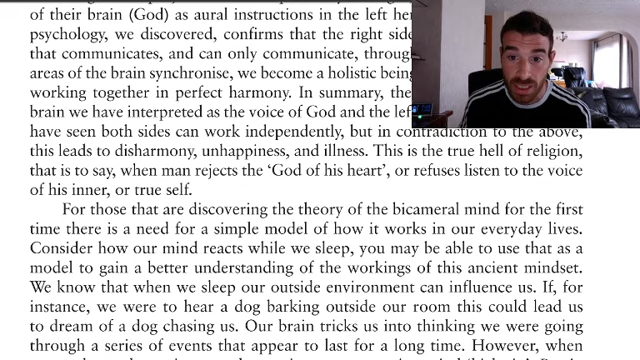 of their brain (God) as aural instructions in the left
psychology, we discovered, confirms that the right
that communicates, and can only communicate,
areas of the brain synchronise, we become a holistic
working together in perfect harmony. In summary,
brain we have interpreted as the voice of God and the
have seen both sides can work independently, but in contradiction to the above,
this leads to disharmony, unhappiness, and illness. This is the true hell of religion,
that is to say, when man rejects the ‘God of his heart’, or refuses listen to the voice
of his inner, or true self.
For those that are discovering the theory of the bicameral mind for the first
time there is a need for a simple model of how it works in our everyday lives.
Consider how our mind reacts while we sleep, you may be able to use that as a
model to gain a better understanding of the workings of this ancient mindset.
We know that when we sleep our outside environment can influence us. If, for
instance, we were to hear a dog barking outside our room this could lead us
to dream of a dog chasing us. Our brain tricks us into thinking we were going
through a series of events that appear to last for a long time. However, when